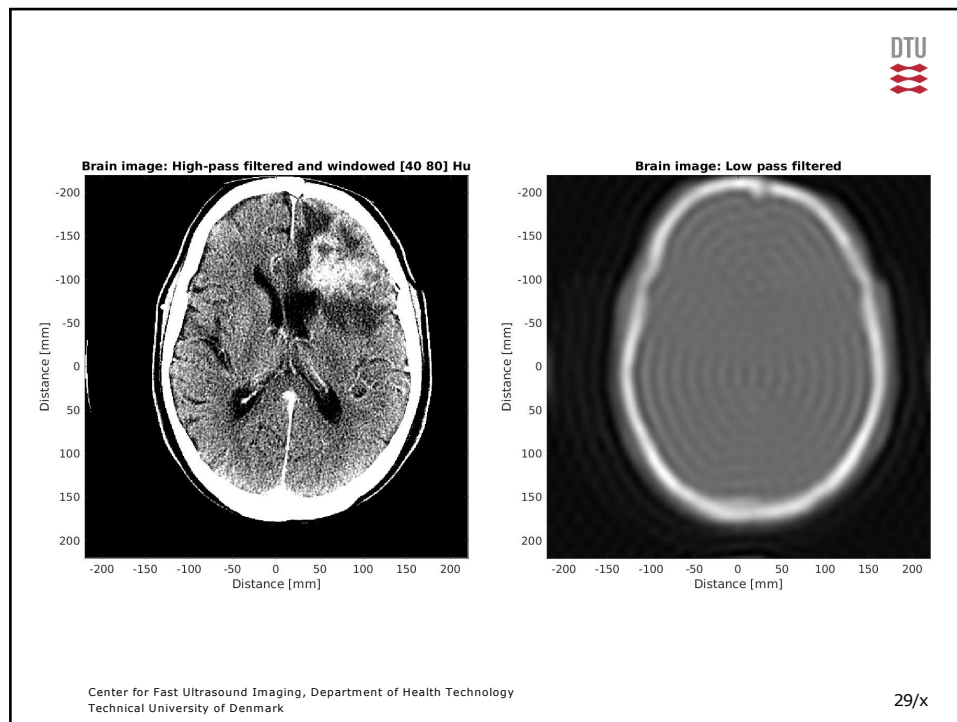 DTU
Brain image: High-pass filtered and windowed [40 80] Hu
-200
-150
-100
-50
0
50
100
150
200
Distance [mm]
-200 -150 -100 -50 0 50 100 150 200
Distance [mm]
Brain image: Low pass filtered
-200
-150
-100
-50
0
50
100
150
200
Distance [mm]
-200 -150 -100 -50 0 50 100 150 200
Distance [mm]
Center for Fast Ultrasound Imaging, Department of Health Technology
Technical University of Denmark
29/x